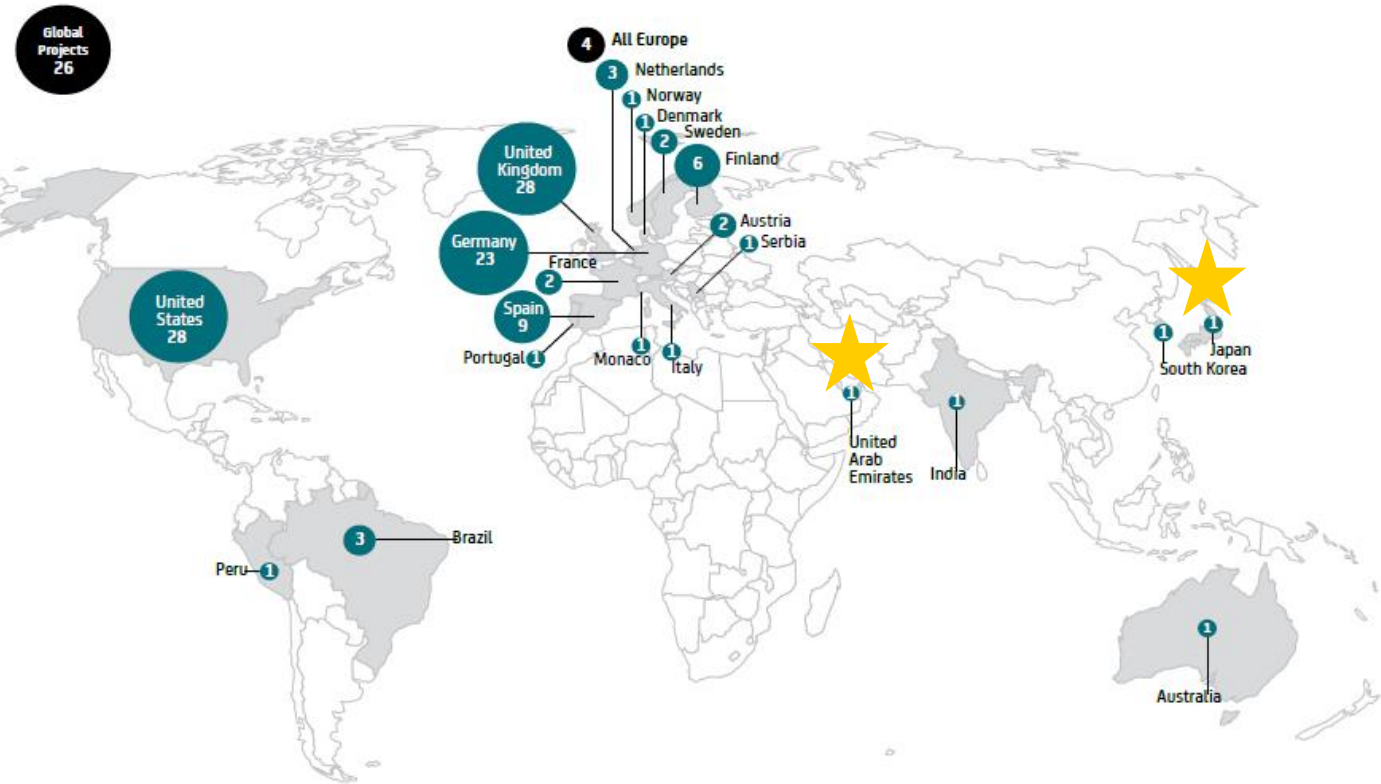 Global
Projects
26
4 All Europe
3 Netherlands
1 Norway
1 Denmark
2 Sweden
6 Finland
United
Kingdom
28
Germany
23
2 Austria
1 Serbia
France
2
Spain
9
Portugal 1
Monaco 1
1 Italy
United
States
28
1
Japan
1
South Korea
1
United
Arab
Emirates
1
India
3 Brazil
Peru 1
1
Australia